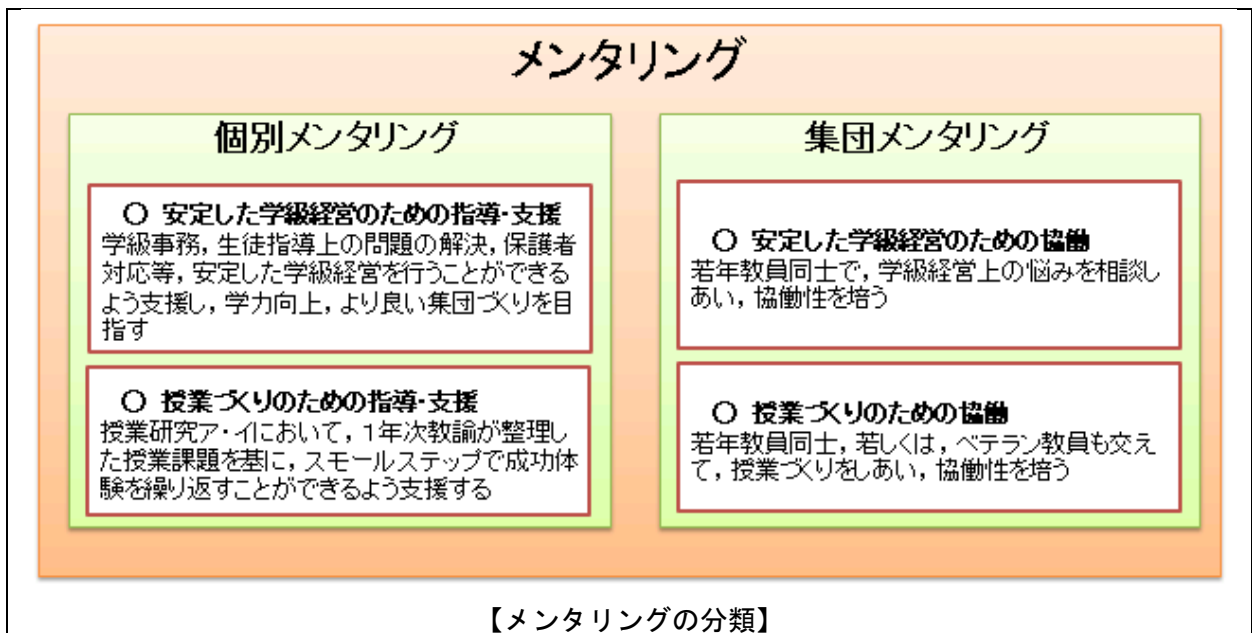 メンタリング
個別メンタリング
○ 安定した学級経営のための指導・支援
学級事務，生徒指導上の問題の解決，保護者
対応等，安定した学級経営を行うことができる
よう支援し，学力向上，より良い集団づくりを目
指す
○ 授業づくりのための指導・支援
授業研究ア・イにおいて，1年次教諭が整理し
た授業課題を基に，スモールステップで成功体
験を繰り返すことができるよう支援する
集団メンタリング
○ 安定した学級経営のための協働
若年教員同士で，学級経営上の悩みを相談し
あい，協働性を培う
○ 授業づくりのための協働
若年教員同士，若しくは，ベテラン教員も交え
て，授業づくりをしあい，協働性を培う
【メンタリングの分類】